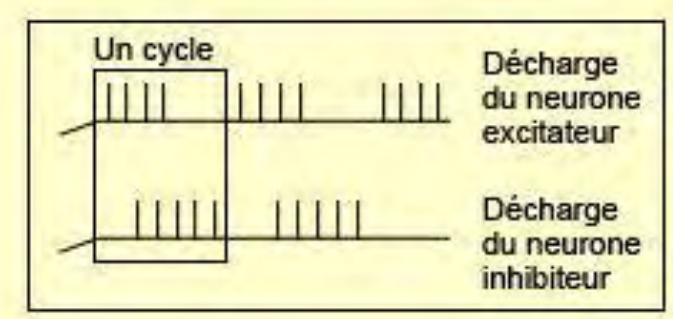 Un cycle
Décharge
du neurone
excitateur
Décharge
du neurone
inhibiteur